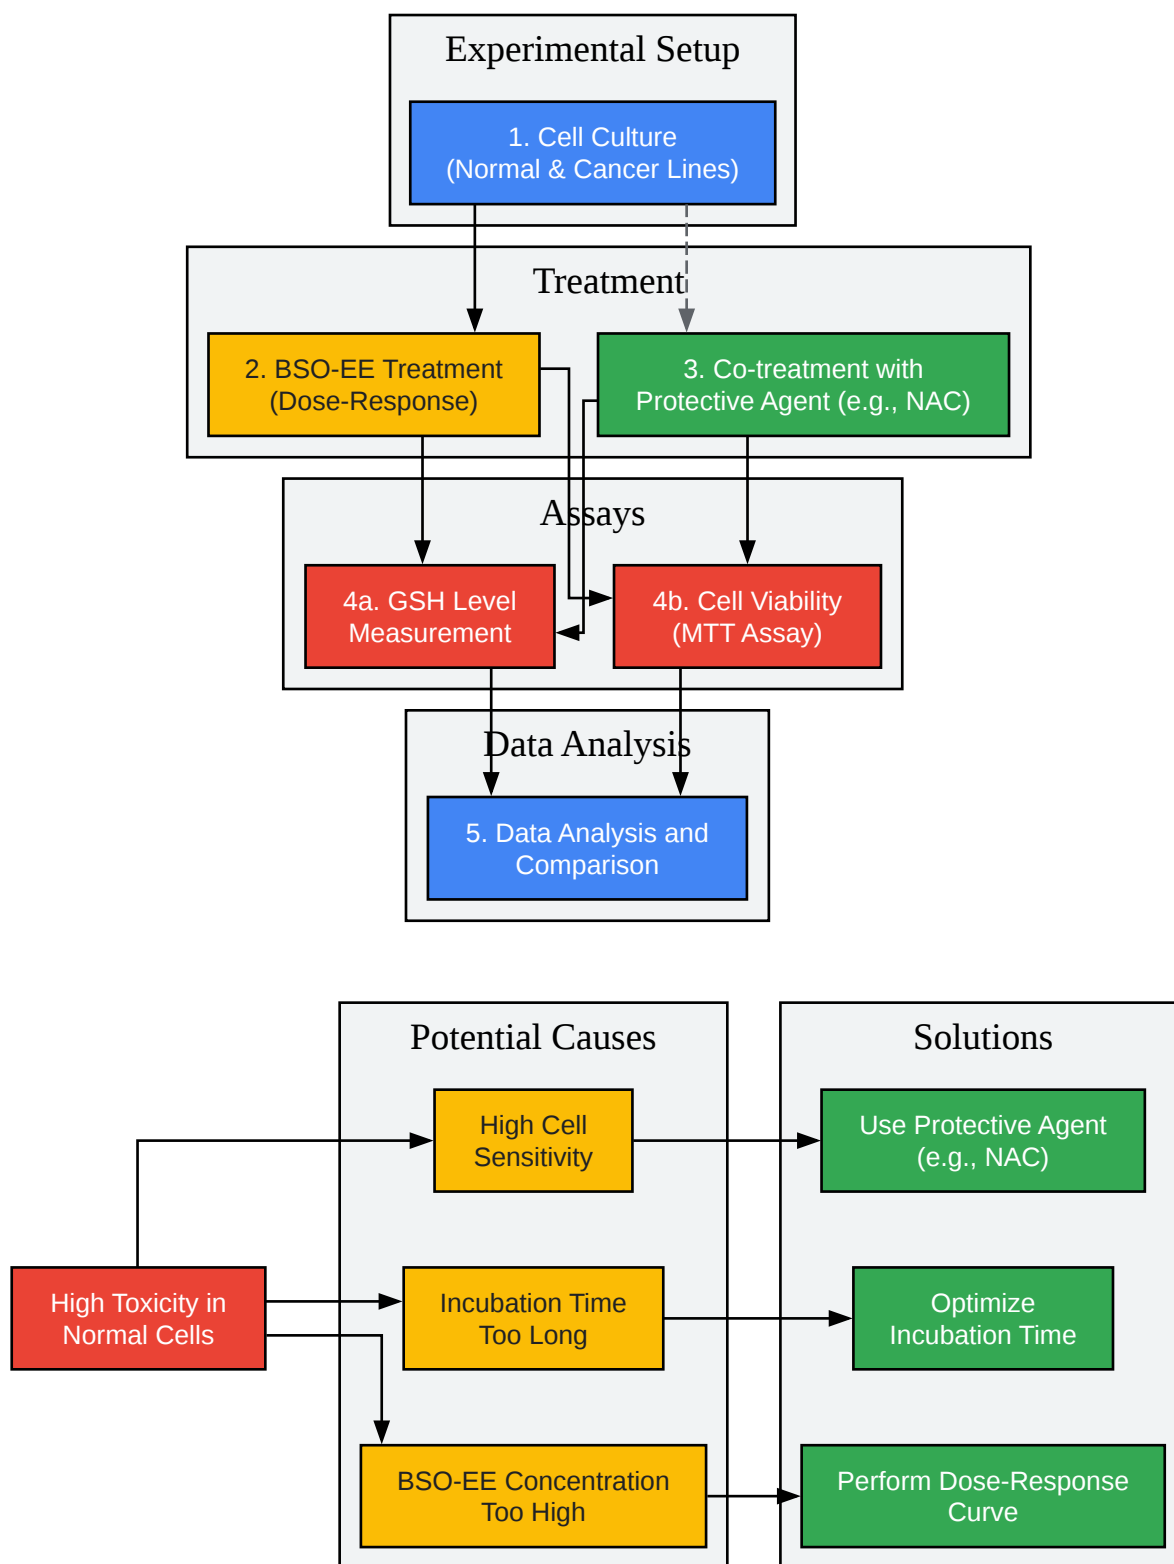 Experimental Setup
1. Cell Culture
(Normal & Cancer Lines)
Treatment
2. BSO-EE Treatment
(Dose-Response)
3. Co-treatment with
Protective Agent (e.g., NAC)
Assays
4a. GSH Level
Measurement
4b. Cell Viability
(MTT Assay)
Data Analysis
5. Data Analysis and
Comparison
Potential Causes
Solutions
High Cell
Sensitivity
Use Protective Agent
(e.g., NAC)
High Toxicity in
Normal Cells
Incubation Time
Too Long
Optimize
Incubation Time
BSO-EE Concentration
Too High
Perform Dose-Response
Curve